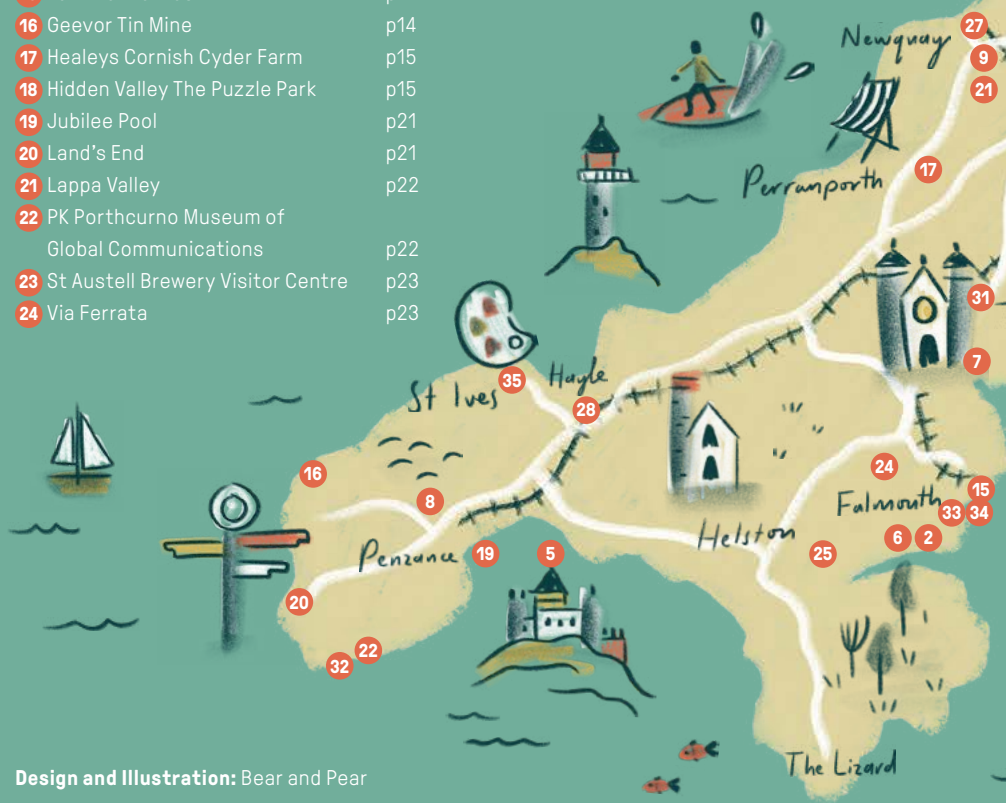 16 Geevor Tin Mine p14
17 Healeys Cornish Cyder Farm p15
18 Hidden Valley The Puzzle Park p15
19 Jubilee Pool p21
20 Land's End p21
21 Lappa Valley p22
22 PK Porthcurno Museum of
Global Communications p22
23 St Austell Brewery Visitor Centre p23
24 Via Ferrata p23
27
Newquay
9
21
17
Perranporth
31
7
35
Hayle
St Ives
28
16
24
8
15
Falmouth
33 34
Helston
6 2
Penzance
19
5
25
20
22
32
The Lizard
Design and Illustration: Bear and Pear